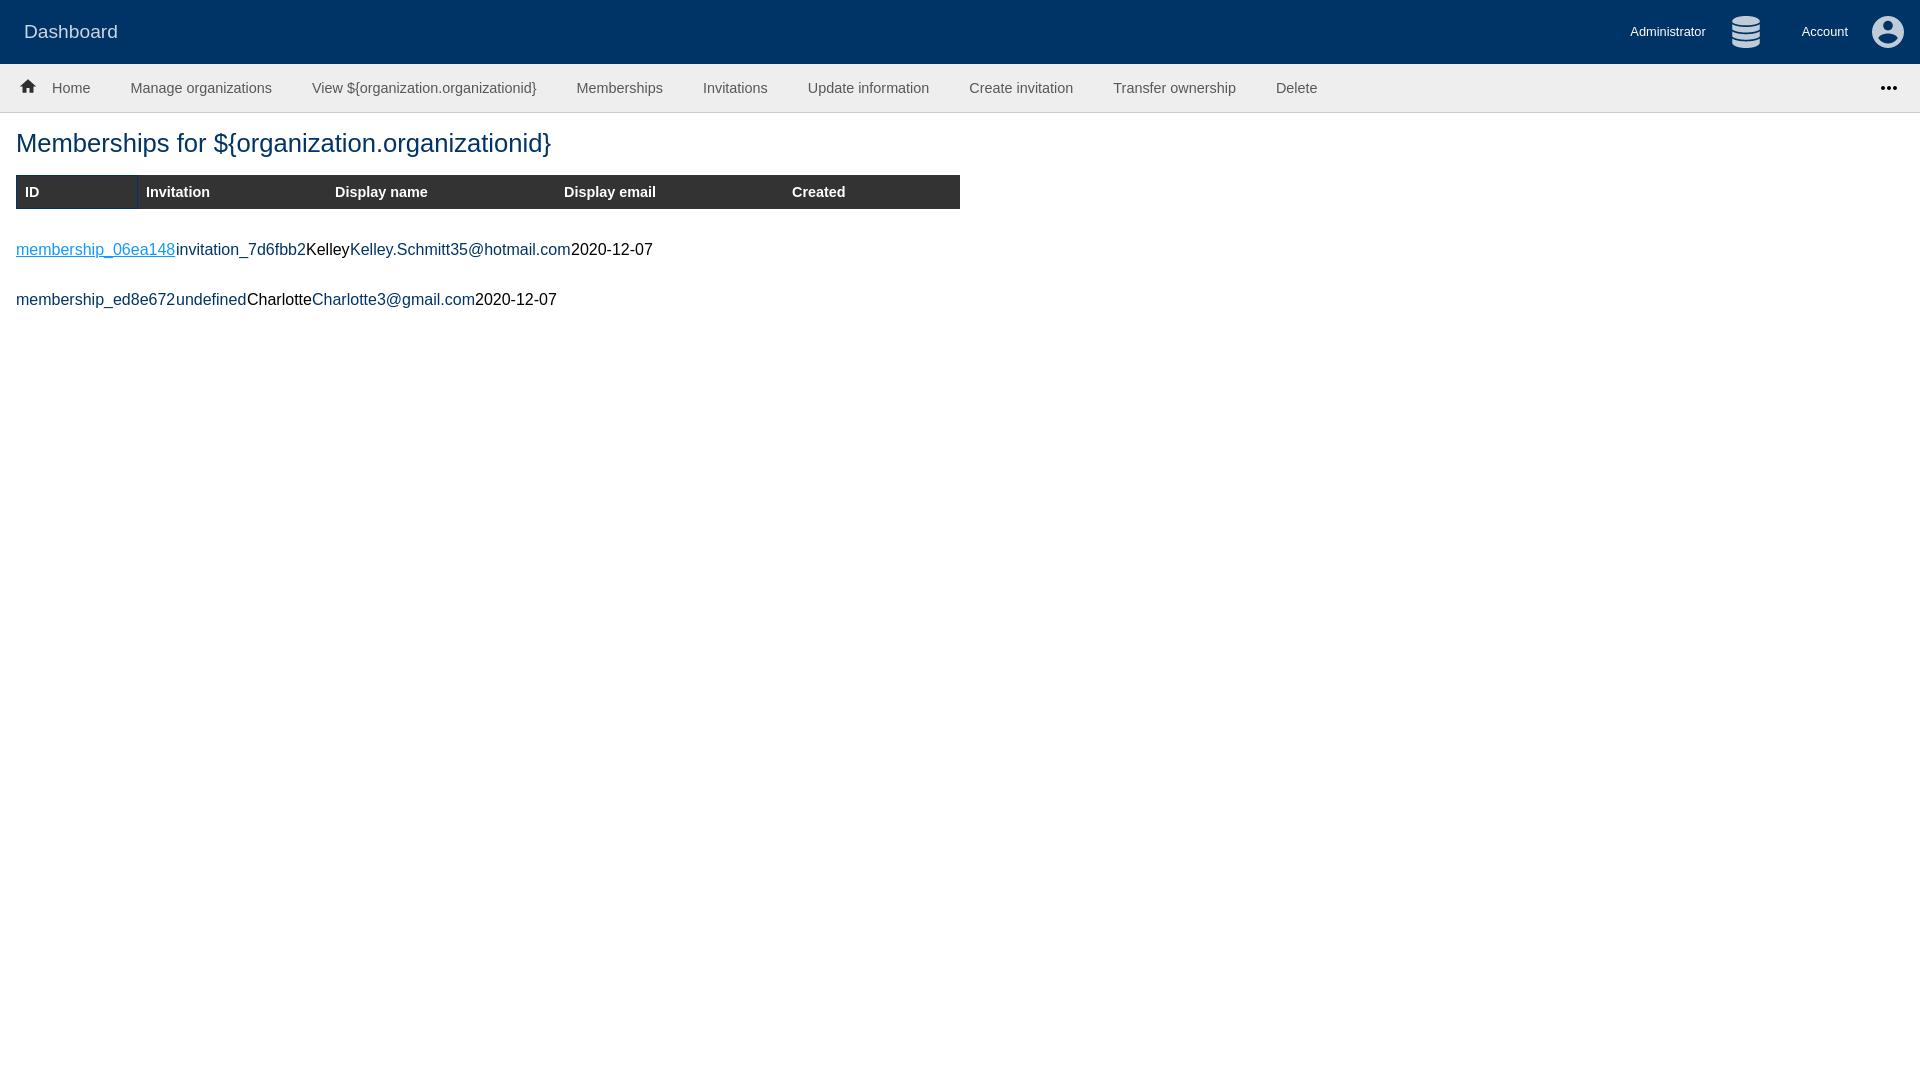 Dashboard Administrator Account
Home Manage organizations View ${organization.organizationid} Memberships Invitations Update information Create invitation Transfer ownership Delete
Memberships for ${organization.organizationid}
ID Invitation Display name Display email Created
membership_06ea148invitation_7d6fbb2KelleyKelley.Schmitt35@hotmail.com2020-12-07
membership_ed8e672undefinedCharlotteCharlotte3@gmail.com2020-12-07